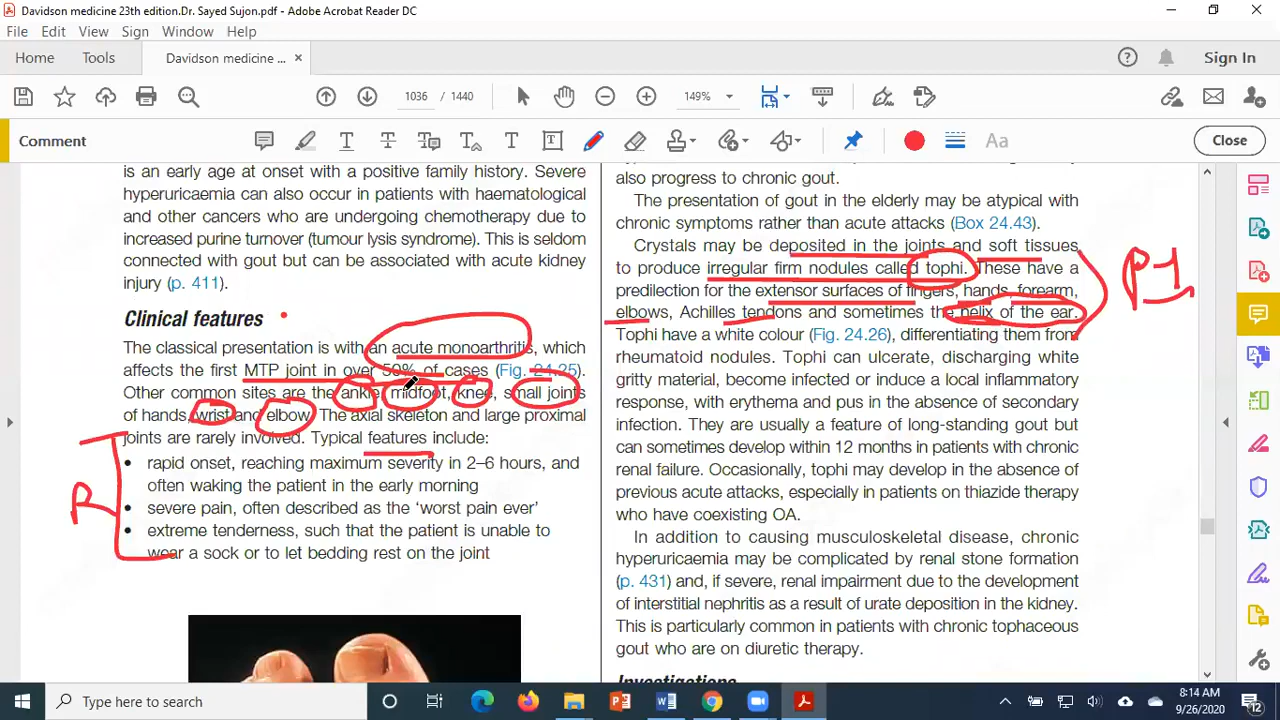 Davidson medicine 23th edition.Dr. Sayed Sujon.pdf - Adobe Acrobat Reader DC
File Edit View Sign Window Help
Home Tools Davidson medicine ... × Sign In
1036 / 1440 149%
Comment Aa Close
is an early age at onset with a positive family history. Severe
hyperuricaemia can also occur in patients with haematological
and other cancers who are undergoing chemotherapy due to
increased purine turnover (tumour lysis syndrome). This is seldom
connected with gout but can be associated with acute kidney
injury (p. 411).
Clinical features
The classical presentation is with an acute monoarthritis, which
affects the first MTP joint in over 50% of cases (Fig. 24.25).
Other common sites are the ankle, midfoot, knee, small joints
of hands, wrist and elbow. The axial skeleton and large proximal
joints are rarely involved. Typical features include:
• rapid onset, reaching maximum severity in 2–6 hours, and
often waking the patient in the early morning
• severe pain, often described as the ‘worst pain ever’
• extreme tenderness, such that the patient is unable to
wear a sock or to let bedding rest on the joint
R
also progress to chronic gout.
The presentation of gout in the elderly may be atypical with
chronic symptoms rather than acute attacks (Box 24.43).
Crystals may be deposited in the joints and soft tissues
to produce irregular firm nodules called tophi. These have a
predilection for the extensor surfaces of fingers, hands, forearm,
elbows, Achilles tendons and sometimes the helix of the ear.
Tophi have a white colour (Fig. 24.26), differentiating them from
rheumatoid nodules. Tophi can ulcerate, discharging white
gritty material, become infected or induce a local inflammatory
response, with erythema and pus in the absence of secondary
infection. They are usually a feature of long-standing gout but
can sometimes develop within 12 months in patients with chronic
renal failure. Occasionally, tophi may develop in the absence of
previous acute attacks, especially in patients on thiazide therapy
who have coexisting OA.
In addition to causing musculoskeletal disease, chronic
hyperuricaemia may be complicated by renal stone formation
(p. 431) and, if severe, renal impairment due to the development
of interstitial nephritis as a result of urate deposition in the kidney.
This is particularly common in patients with chronic tophaceous
gout who are on diuretic therapy.
Investigations
Type here to search
8:14 AM
9/26/2020
12